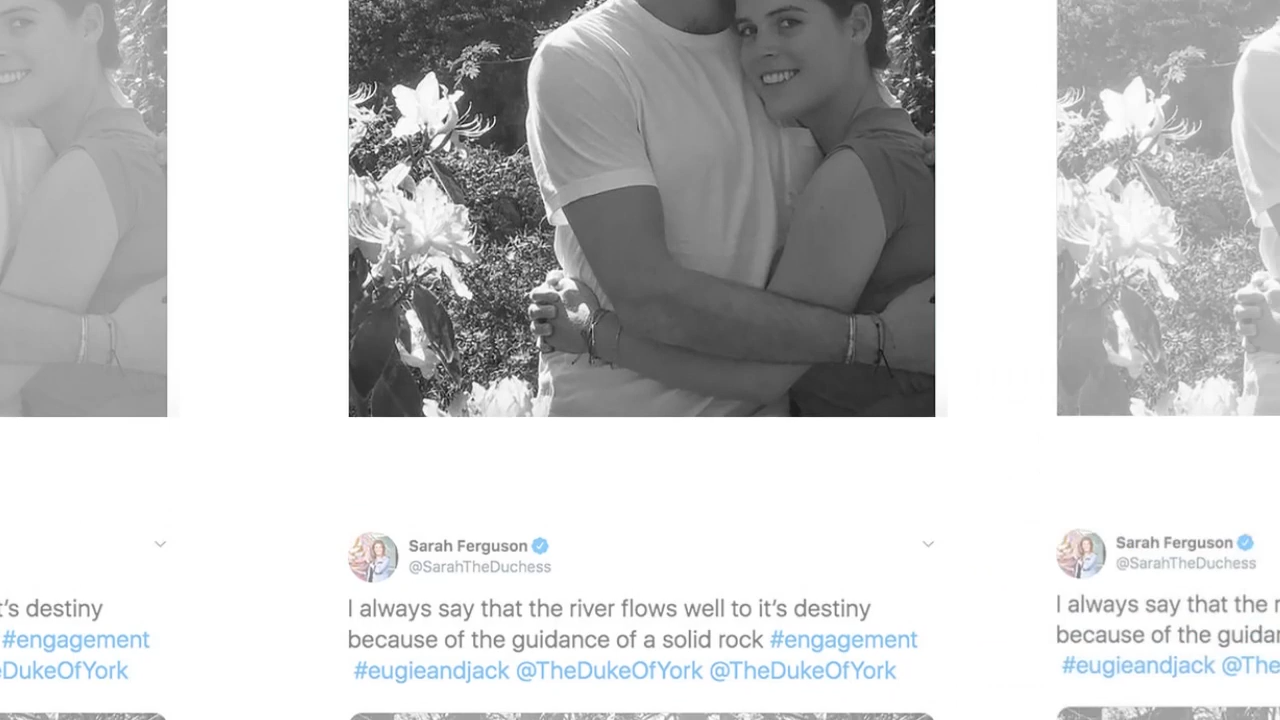 Sarah Ferguson
@SarahTheDuchess
I always say that the river flows well to it’s destiny
because of the guidance of a solid rock #engagement
#eugieandjack @TheDukeOfYork @TheDukeOfYork
t’s destiny
#engagement
eDukeOfYork
Sarah Ferguson
@SarahTheDuchess
I always say that the r
because of the guidan
#eugieandjack @The